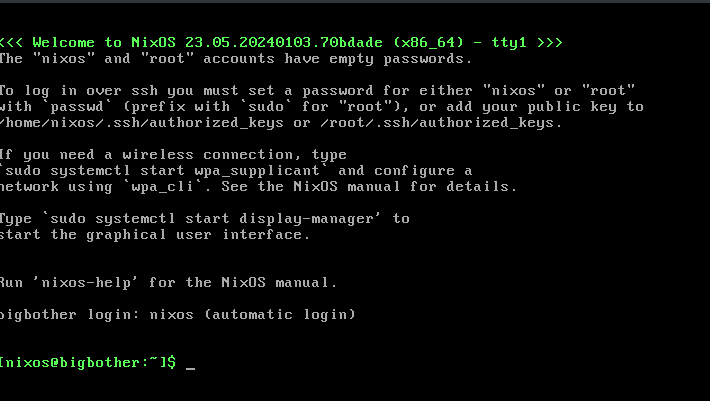 <<< Welcome to NixOS 23.05.20240103.70bdade (x86_64) - tty1 >>>
The "nixos" and "root" accounts have empty passwords.
To log in over ssh you must set a password for either "nixos" or "root"
with `passwd` (prefix with `sudo` for "root"), or add your public key to
/home/nixos/.ssh/authorized_keys or /root/.ssh/authorized_keys.
If you need a wireless connection, type
`sudo systemctl start wpa_supplicant` and configure a
network using `wpa_cli`. See the NixOS manual for details.
Type `sudo systemctl start display-manager' to
start the graphical user interface.
Run 'nixos-help' for the NixOS manual.
bigbother login: nixos (automatic login)
[nixos@bigbother:~]$ _